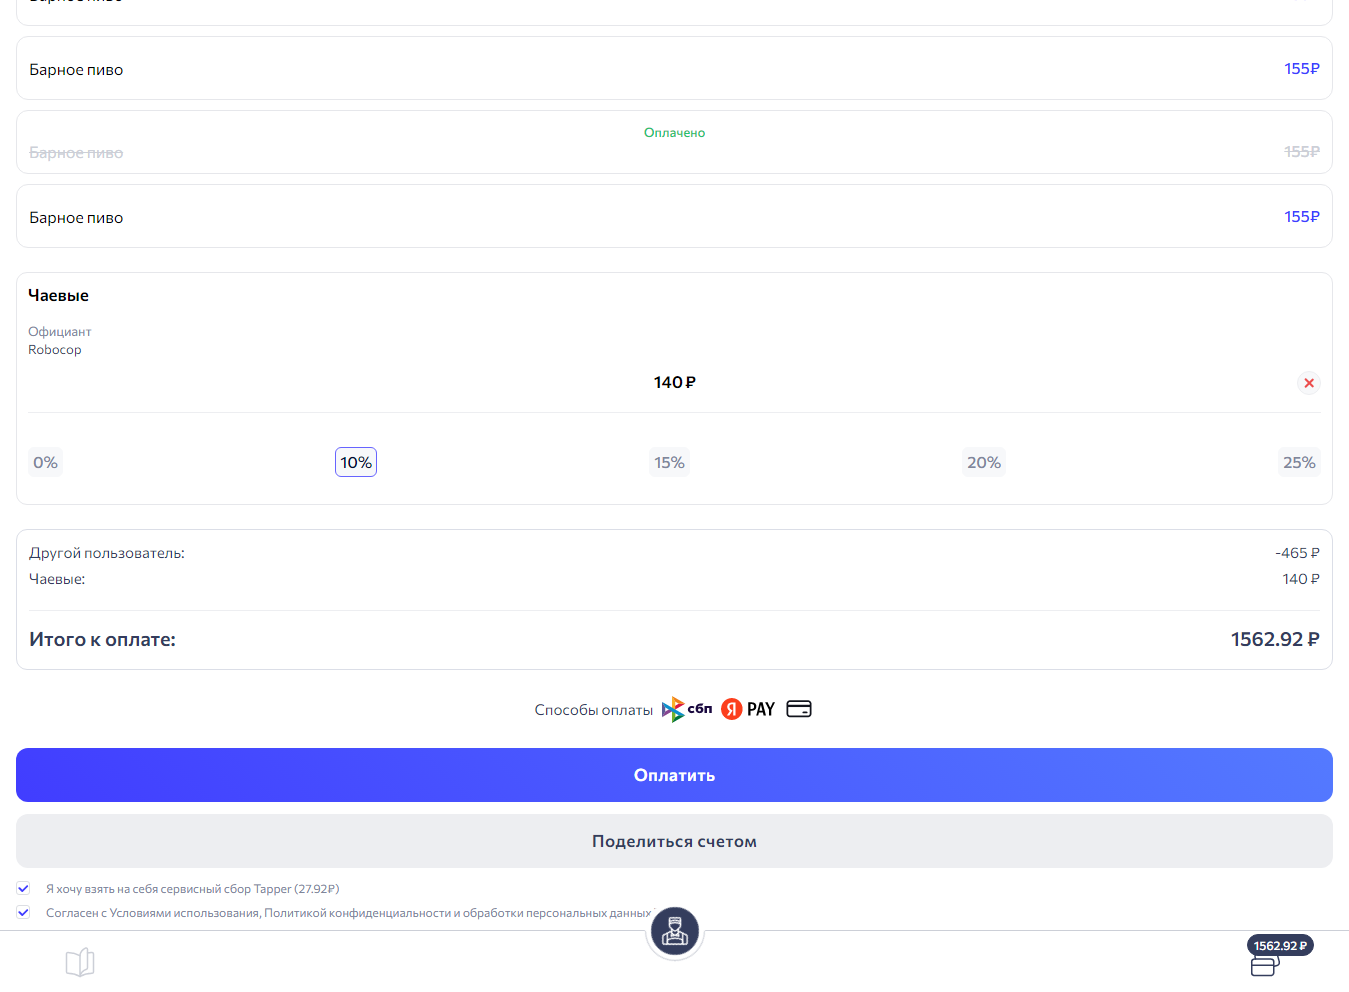 Барное пиво 155₽
Оплачено
Барное пиво 155₽
Барное пиво 155₽
Чаевые
Официант
Robocop
140 ₽
0% 10% 15% 20% 25%
Другой пользователь: -465 ₽
Чаевые: 140 ₽
Итого к оплате: 1562.92 ₽
Способы оплаты сбп Я PAY
Оплатить
Поделиться счетом
Я хочу взять на себя сервисный сбор Tapper (27.92₽)
Согласен с Условиями использования, Политикой конфиденциальности и обработки персональных данных
1562.92 ₽